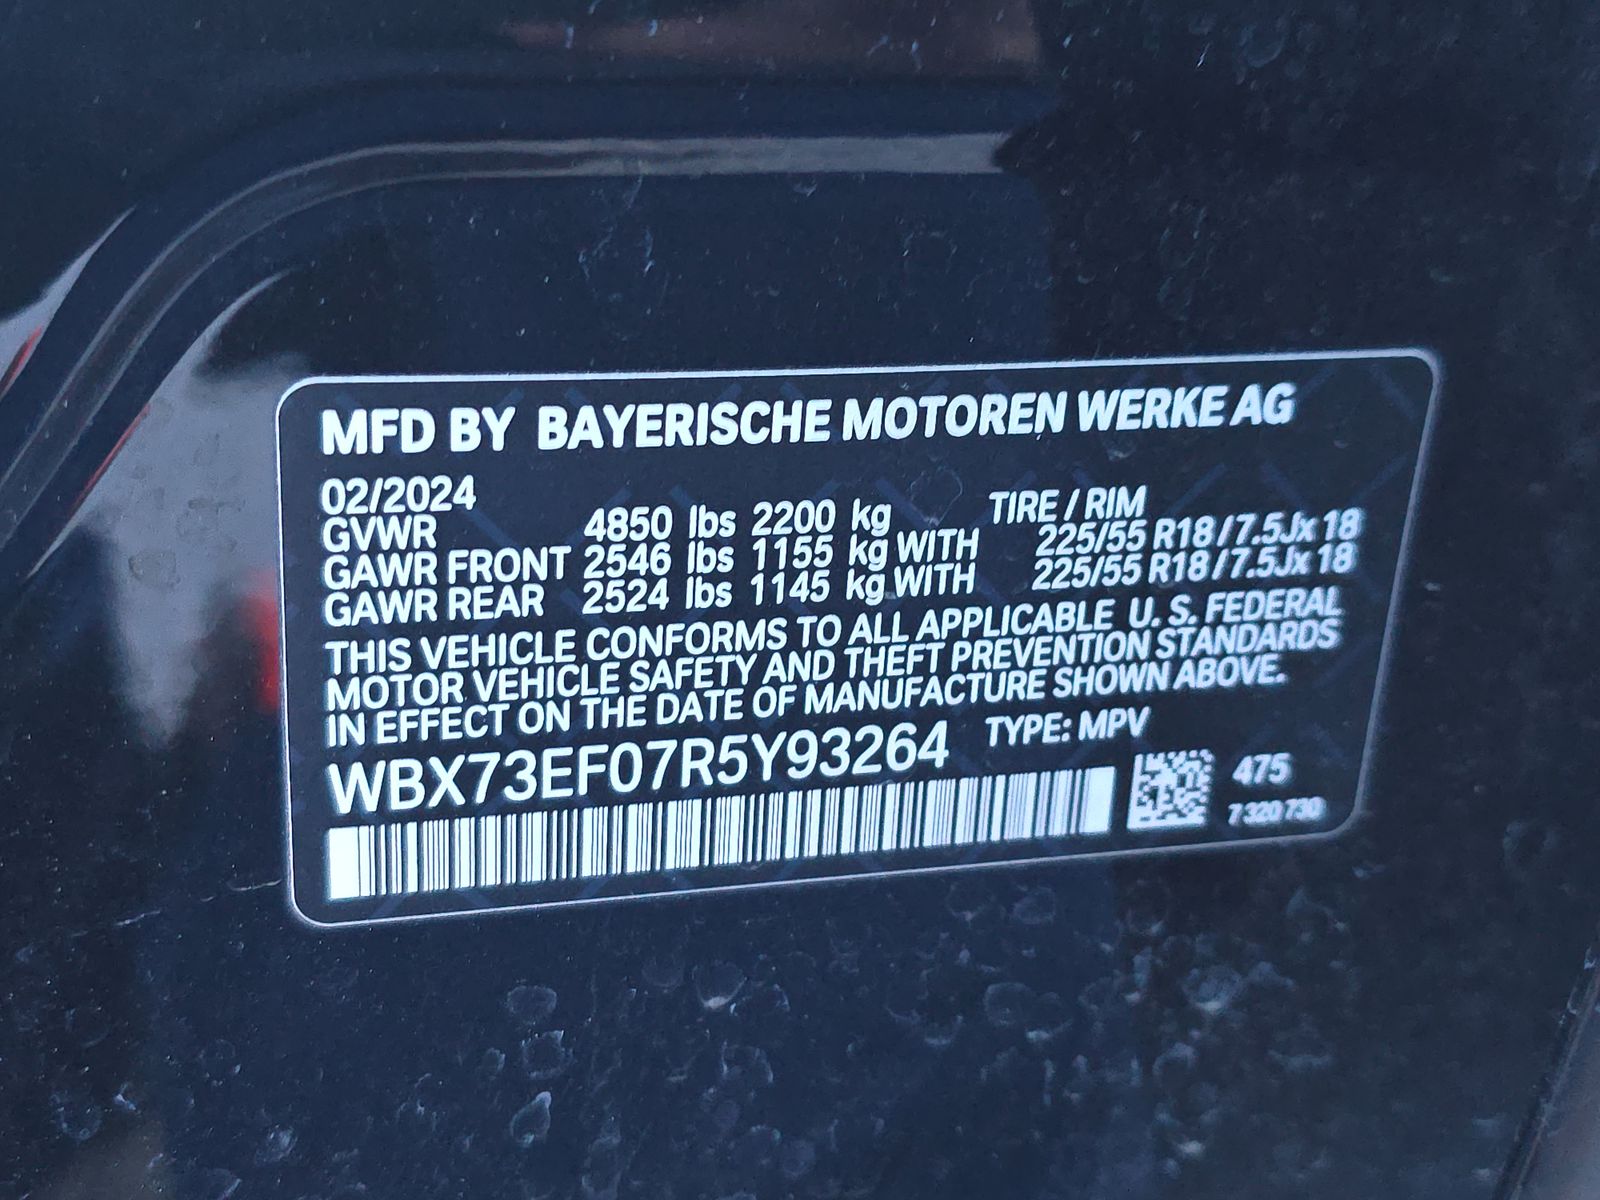 MFD BY BAYERISCHE MOTOREN WERKE AG
02/2024 TIRE / RIM
GVWR 4850 lbs 2200 kg
GAWR FRONT 2546 lbs 1155 kg WITH 225/55 R18 / 7.5Jx 18
GAWR REAR 2524 lbs 1145 kg WITH 225/55 R18 / 7.5Jx 18
THIS VEHICLE CONFORMS TO ALL APPLICABLE U. S. FEDERAL
MOTOR VEHICLE SAFETY AND THEFT PREVENTION STANDARDS
IN EFFECT ON THE DATE OF MANUFACTURE SHOWN ABOVE.
WBX73EF07R5Y93264 TYPE: MPV
475
7 320 730